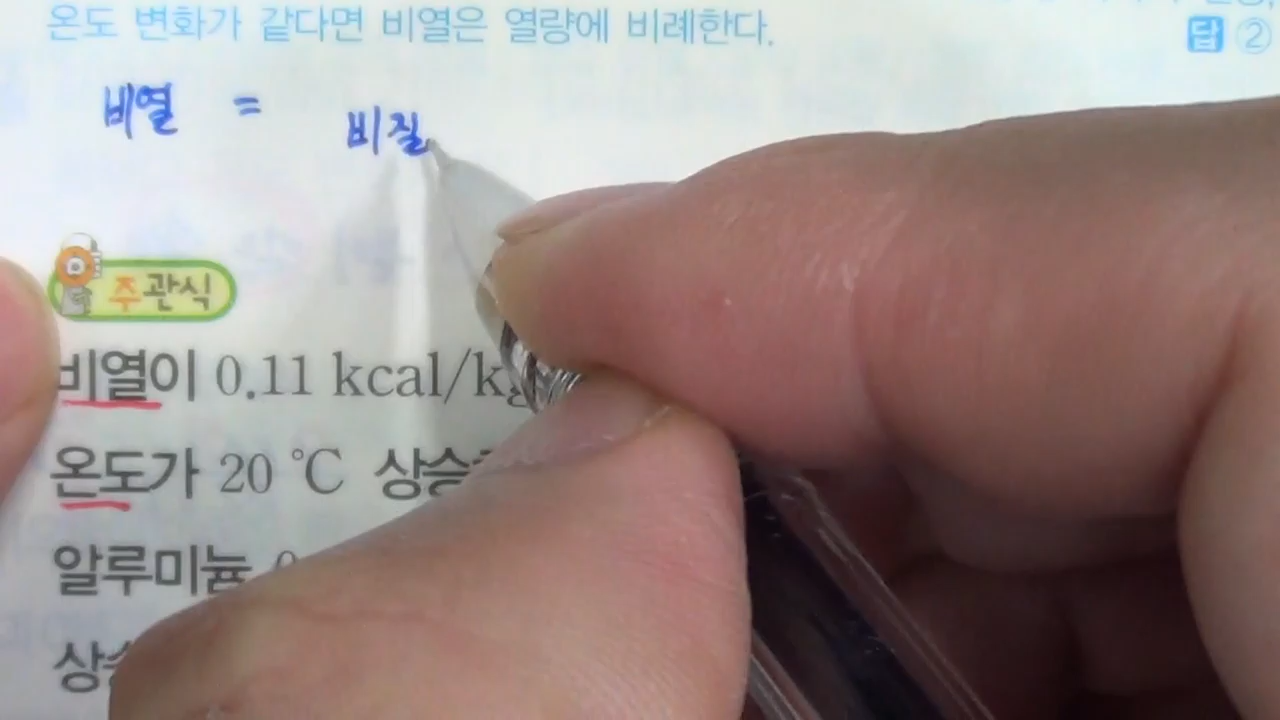 온도 변화가 같다면 비열은 열량에 비례한다.
답 ②
비열 = 비질
주관식
비열이 0.11 kcal/kg
온도가 20 ℃ 상승
알루미늄